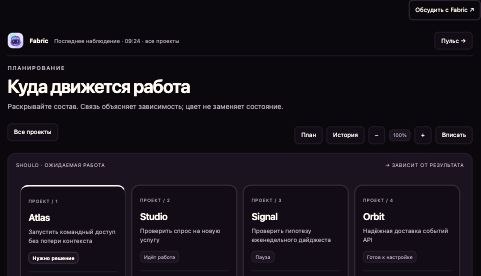 Обсудить с Fabric ↗
Fabric Последнее наблюдение · 09:24 · все проекты
Пульс →
ПЛАНИРОВАНИЕ
Куда движется работа
Раскрывайте состав. Связь объясняет зависимость; цвет не заменяет состояние.
Все проекты
План История − 100% + Вписать
SHOULD · ОЖИДАЕМАЯ РАБОТА
→ ЗАВИСИТ ОТ РЕЗУЛЬТАТА
ПРОЕКТ / 1
Atlas
Запустить командный доступ
без потери контекста
Нужно решение
ПРОЕКТ / 2
Studio
Проверить спрос на новую
услугу
Идёт работа
ПРОЕКТ / 3
Signal
Проверить гипотезу
еженедельного дайджеста
Пауза
ПРОЕКТ / 4
Orbit
Надёжная доставка событий
API
Готов к настройке